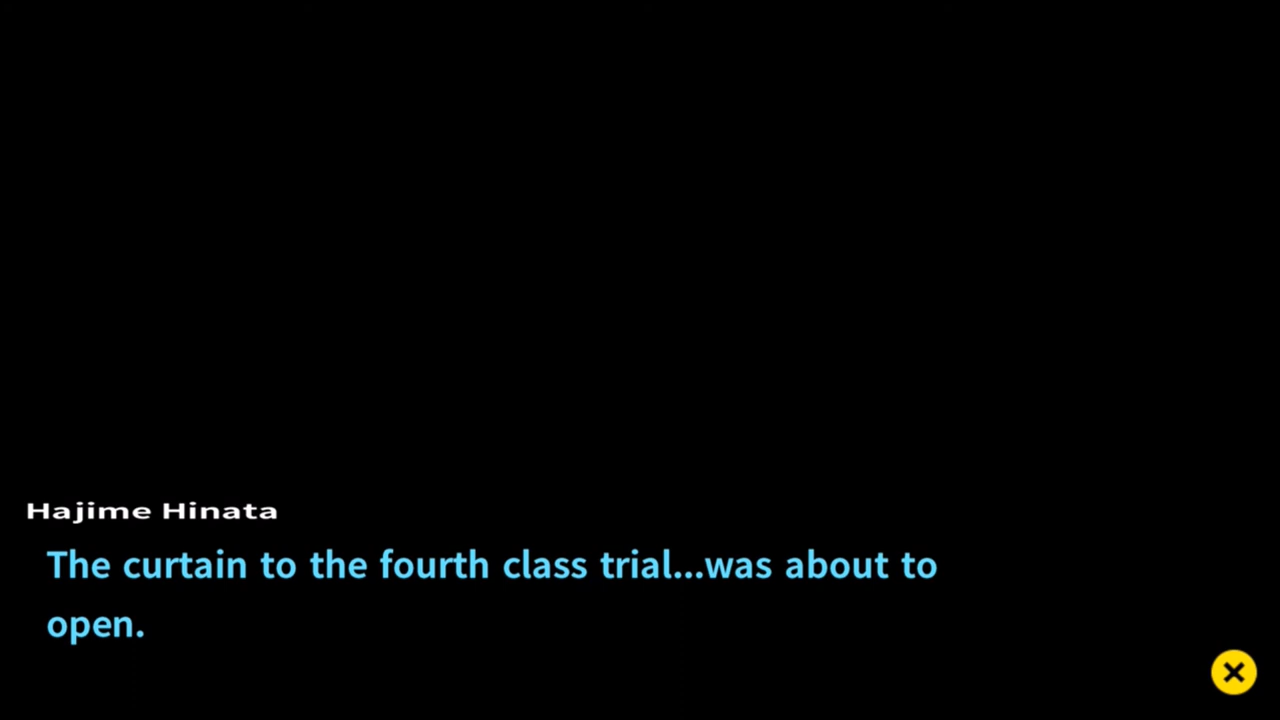 Hajime Hinata
The curtain to the fourth class trial...was about to
open.